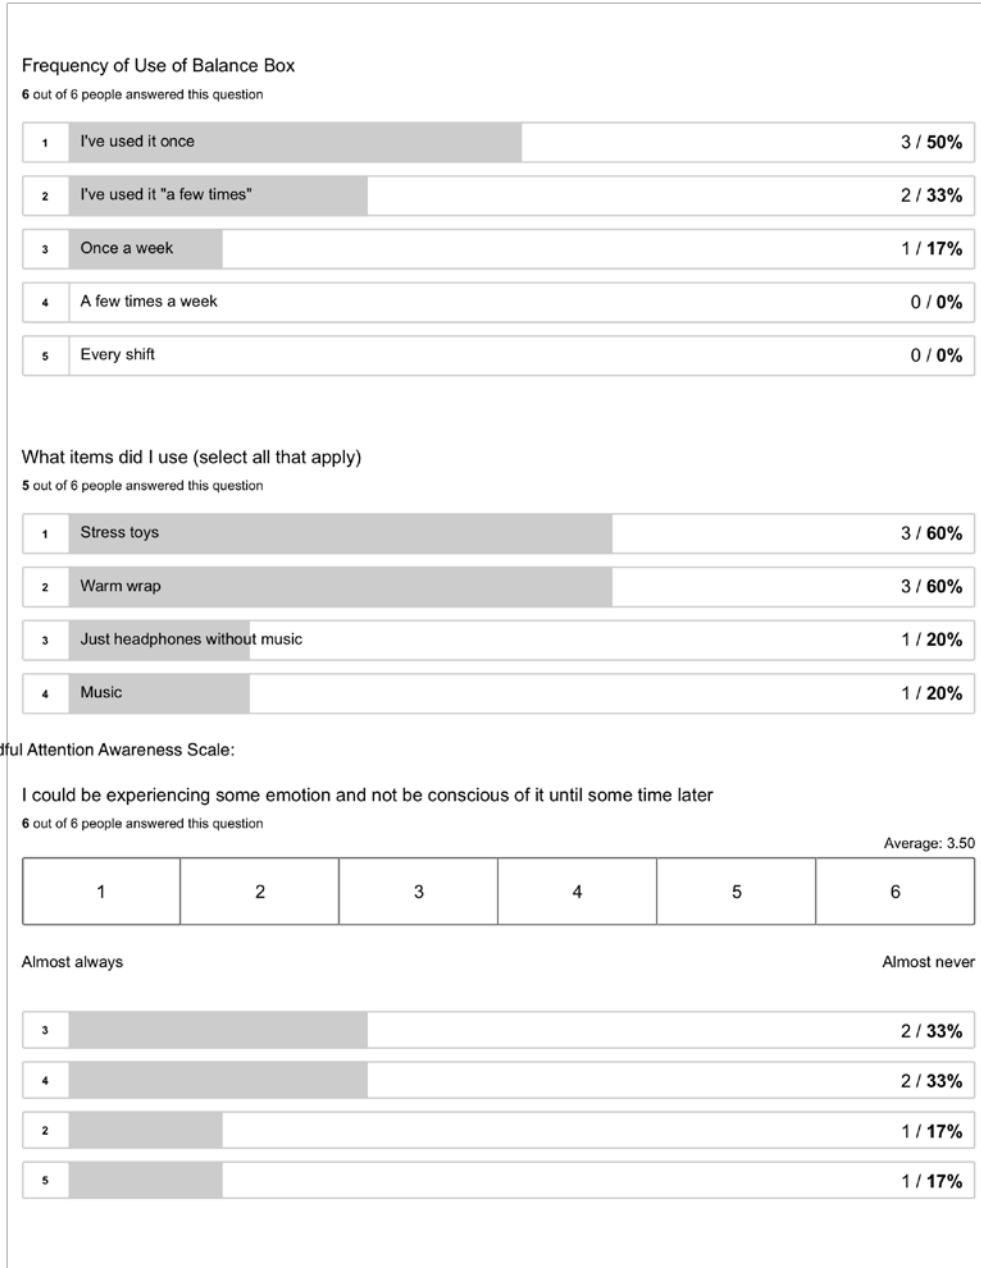 Frequency of Use of Balance Box
6 out of 6 people answered this question
1 I've used it once 3 / 50%
2 I've used it "a few times" 2 / 33%
3 Once a week 1 / 17%
4 A few times a week 0 / 0%
5 Every shift 0 / 0%
What items did I use (select all that apply)
5 out of 6 people answered this question
1 Stress toys 3 / 60%
2 Warm wrap 3 / 60%
3 Just headphones without music 1 / 20%
4 Music 1 / 20%
dful Attention Awareness Scale:
I could be experiencing some emotion and not be conscious of it until some time later
6 out of 6 people answered this question
Average: 3.50
1 2 3 4 5 6
Almost always Almost never
3 2 / 33%
4 2 / 33%
2 1 / 17%
5 1 / 17%